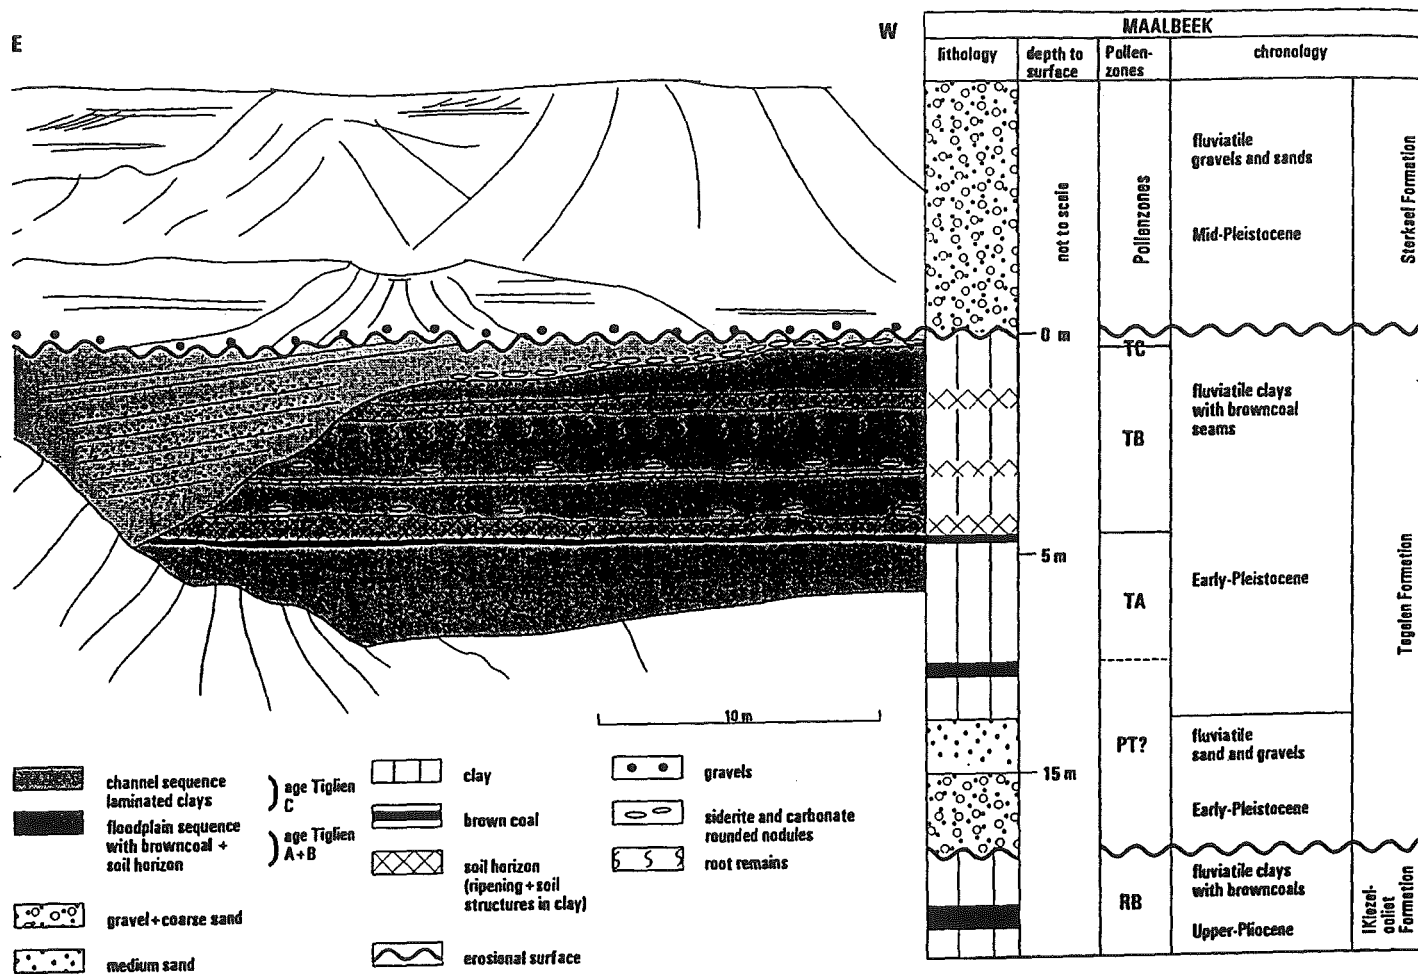 E
W
MAALBEEK
lithology
depth to
surface
Pollen-
zones
chronology
not to scale
Pollenzones
fluviatile
gravels and sands
Mid-Pleistocene
Sterksel Formation
0 m
TC
fluviatile clays
with browncoal
seams
TB
5 m
TA
Early-Pleistocene
Tegelen Formation
PT?
fluviatile
sand and gravels
15 m
Early-Pleistocene
RB
fluviatile clays
with browncoals
Upper-Pliocene
Kiezel-
ooliet
Formation
10 m
channel sequence
laminated clays
age Tiglien
C
floodplain sequence
with browncoal +
soil horizon
age Tiglien
A+B
gravel+coarse sand
medium sand
clay
brown coal
soil horizon
(ripening + soil
structures in clay)
erosional surface
gravels
siderite and carbonate
rounded nodules
root remains